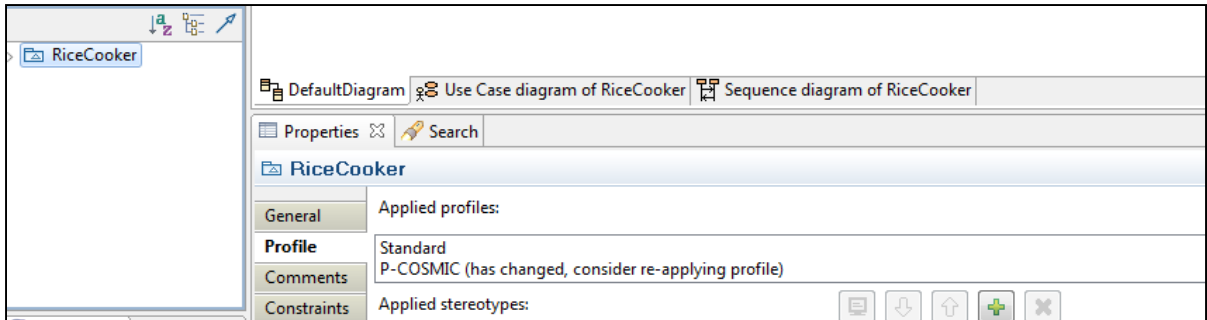 RiceCooker
DefaultDiagram Use Case diagram of RiceCooker Sequence diagram of RiceCooker
Properties Search
RiceCooker
General
Applied profiles:
Profile
Standard
P-COSMIC (has changed, consider re-applying profile)
Comments
Constraints
Applied stereotypes: